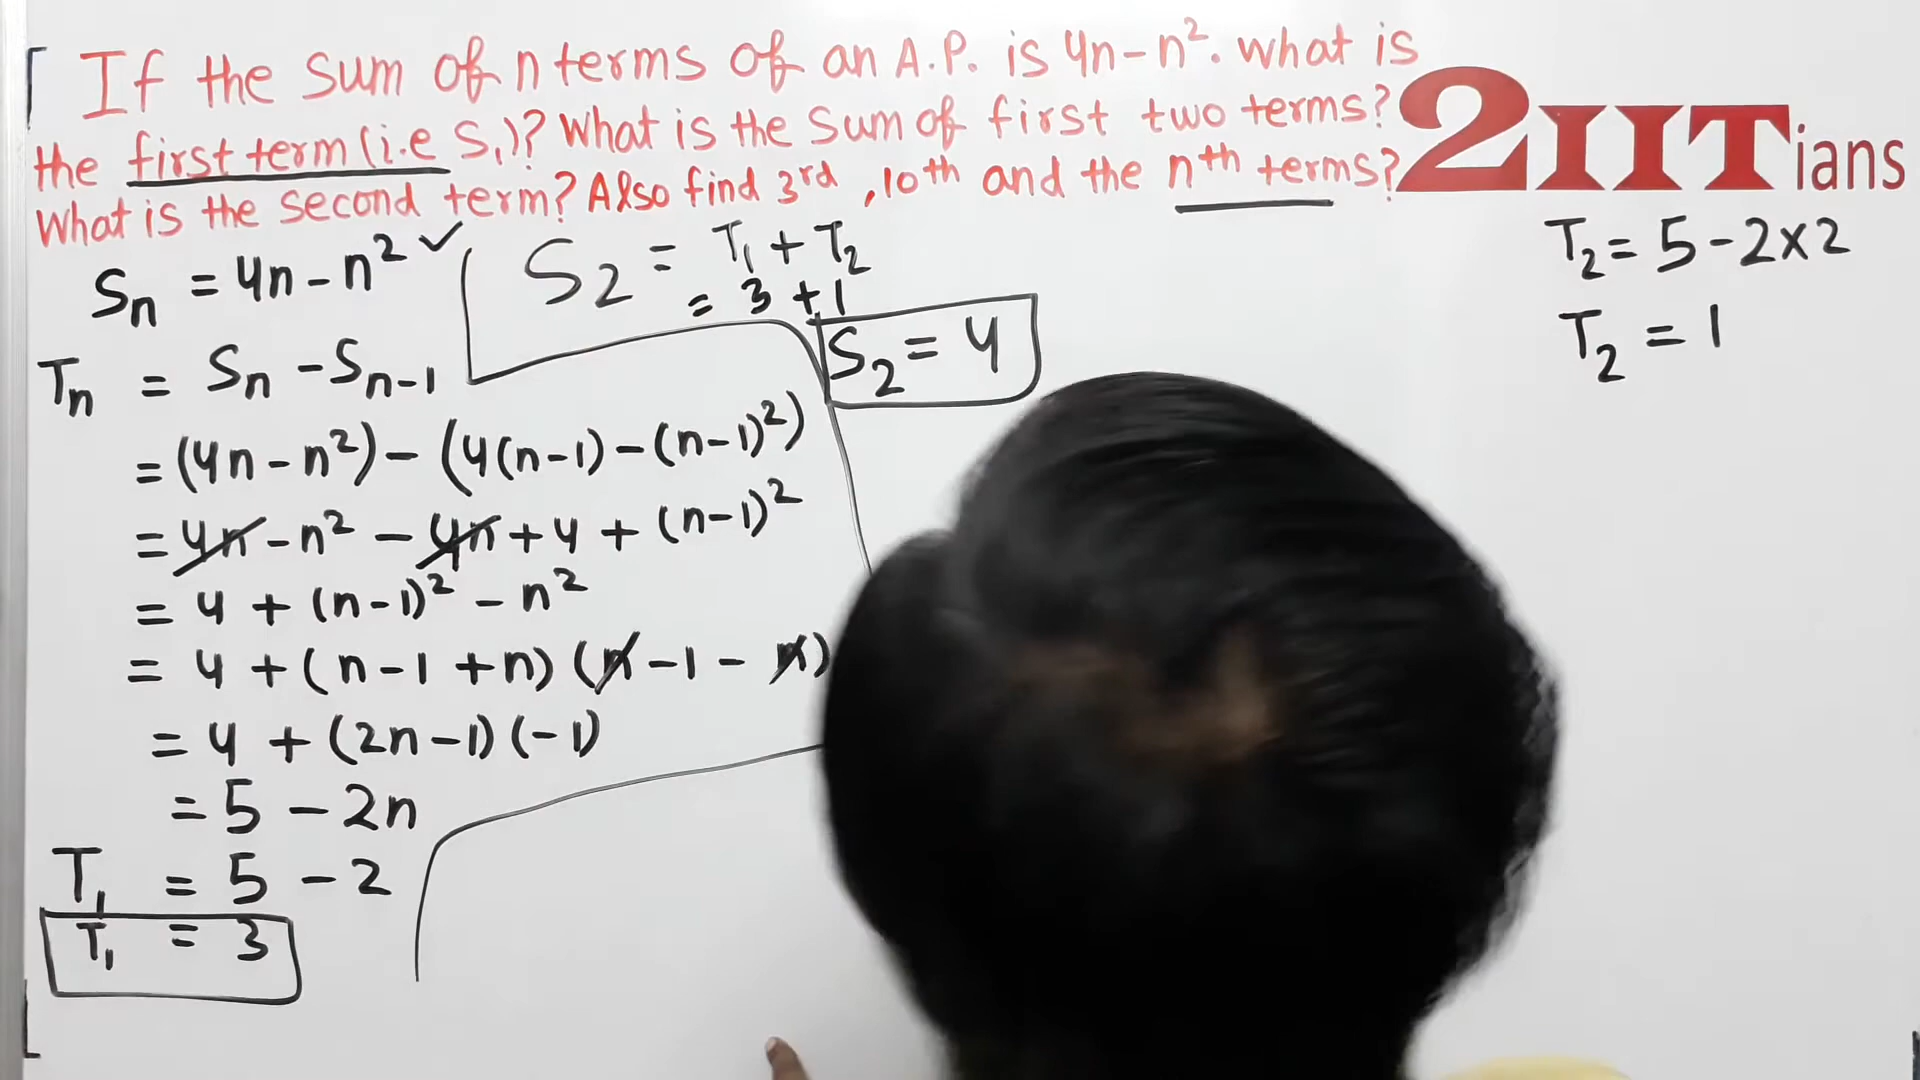 If the sum of n terms of an A.P. is 4n-n². what is
the first term (i.e S₁)? What is the sum of first two terms?
What is the second term? Also find 3rd, 10th and the nth terms?
2IITians
Sn = 4n - n² ✓
Tn = Sn - Sn-1
= (4n - n²) - (4(n-1) - (n-1)²)
= 4n - n² - 4n + 4 + (n-1)²
= 4 + (n-1)² - n²
= 4 + (n-1+n) (n-1-n)
= 4 + (2n-1) (-1)
= 5 - 2n
T₁ = 5 - 2
T₁ = 3
S₂ = T₁ + T₂
= 3 + 1
S₂ = 4
T₂ = 5 - 2×2
T₂ = 1